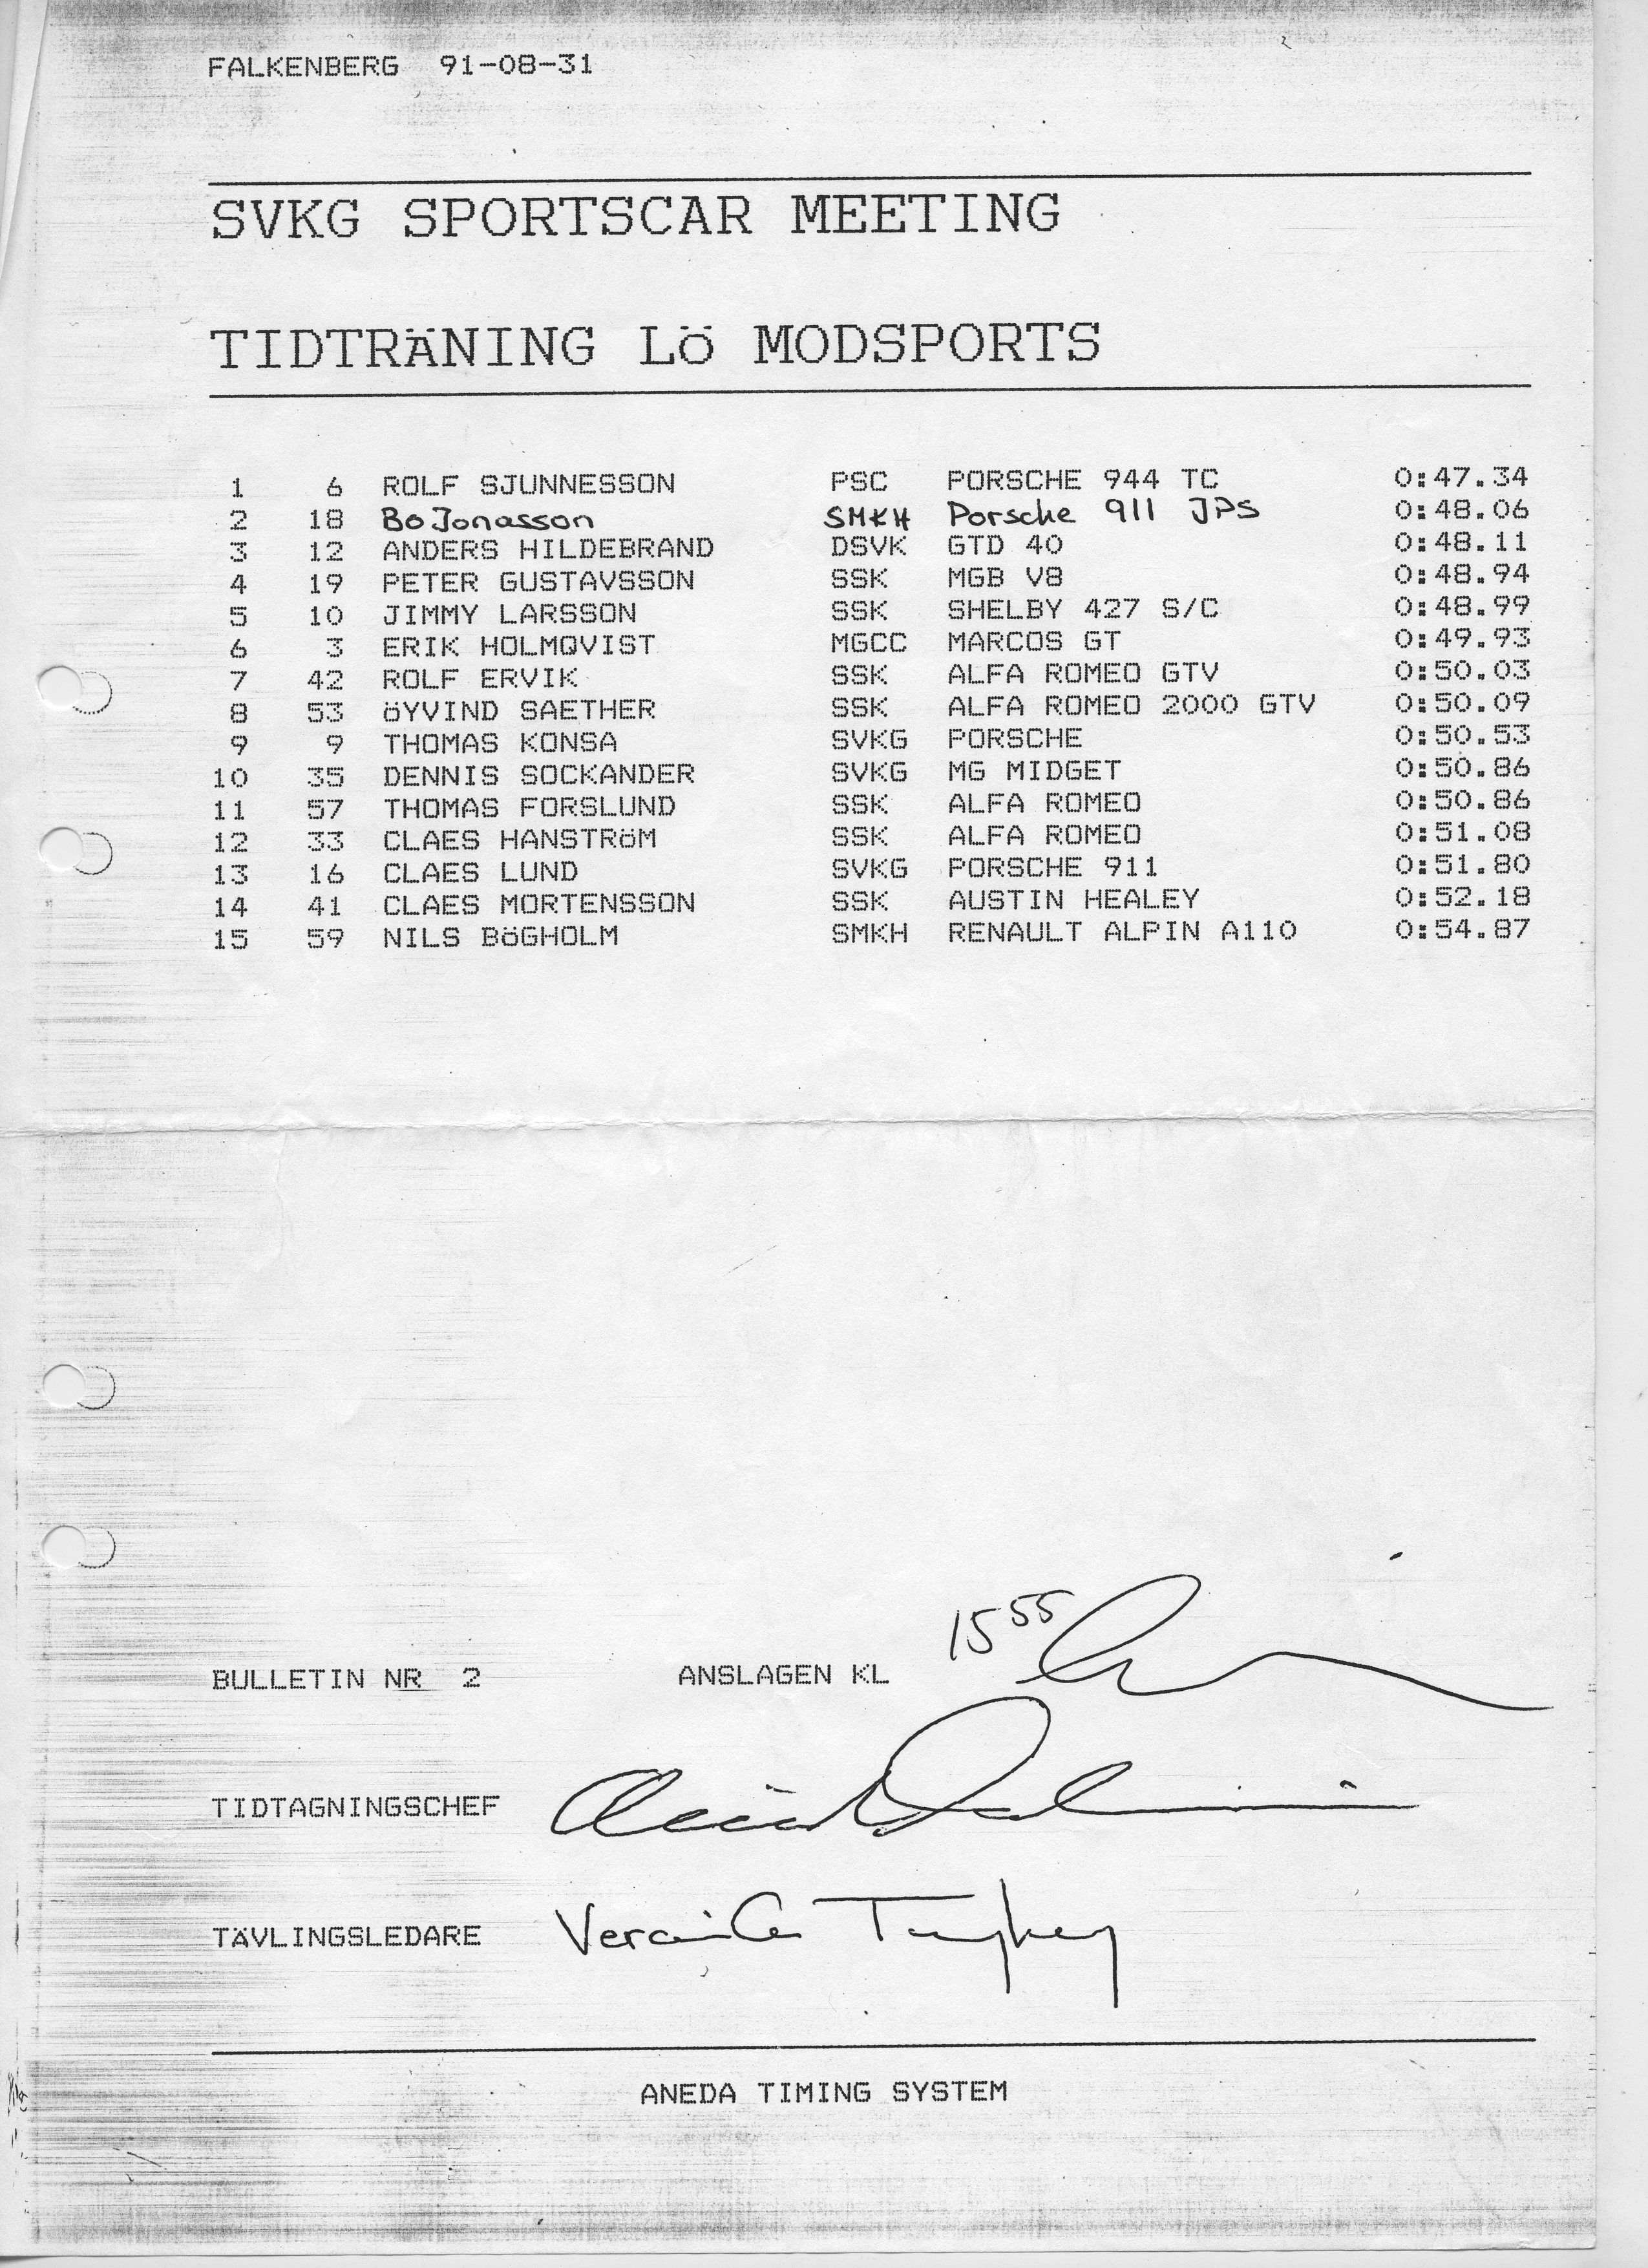 FALKENBERG 91-08-31
SVKG SPORTSCAR MEETING
TIDTRÄNING LÖ MODSPORTS
1 6 ROLF SJUNNESSON PSC PORSCHE 944 TC 0:47.34
2 18 Bo Jonasson SMKH Porsche 911 JPS 0:48.06
3 12 ANDERS HILDEBRAND DSVK GTD 40 0:48.11
4 19 PETER GUSTAVSSON SSK MGB V8 0:48.94
5 10 JIMMY LARSSON SSK SHELBY 427 S/C 0:48.99
6 3 ERIK HOLMQVIST MGCC MARCOS GT 0:49.93
7 42 ROLF ERVIK SSK ALFA ROMEO GTV 0:50.03
8 53 öYVIND SAETHER SSK ALFA ROMEO 2000 GTV 0:50.09
9 9 THOMAS KONSA SVKG PORSCHE 0:50.53
10 35 DENNIS SOCKANDER SVKG MG MIDGET 0:50.86
11 57 THOMAS FORSLUND SSK ALFA ROMEO 0:50.86
12 33 CLAES HANSTRöM SSK ALFA ROMEO 0:51.08
13 16 CLAES LUND SVKG PORSCHE 911 0:51.80
14 41 CLAES MORTENSSON SSK AUSTIN HEALEY 0:52.18
15 59 NILS BöGHOLM SMKH RENAULT ALPIN A110 0:54.87
BULLETIN NR 2 ANSLAGEN KL 1555
TIDTAGNINGSCHEF
TÄVLINGSLEDARE
ANEDA TIMING SYSTEM